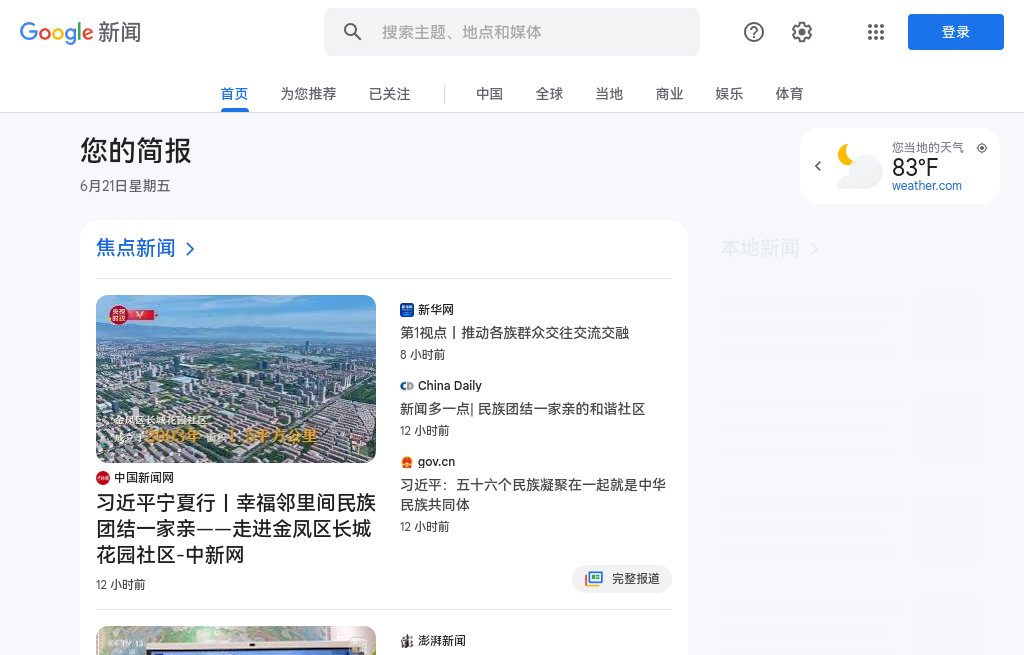 Google 新闻
搜索主题、地点和媒体
登录
首页
为您推荐
已关注
中国
全球
当地
商业
娱乐
体育
您的简报
6月21日星期五
您当地的天气
83°F
weather.com
焦点新闻
本地新闻
央视
时政
金凤区长城花园社区
成立于2003年 面积1.5平方公里
中国新闻网
习近平宁夏行丨幸福邻里间民族
团结一家亲——走进金凤区长城
花园社区-中新网
12 小时前
新华网
第1视点丨推动各族群众交往交流交融
8 小时前
China Daily
新闻多一点| 民族团结一家亲的和谐社区
12 小时前
gov.cn
习近平：五十六个民族凝聚在一起就是中华
民族共同体
12 小时前
完整报道
澎湃新闻